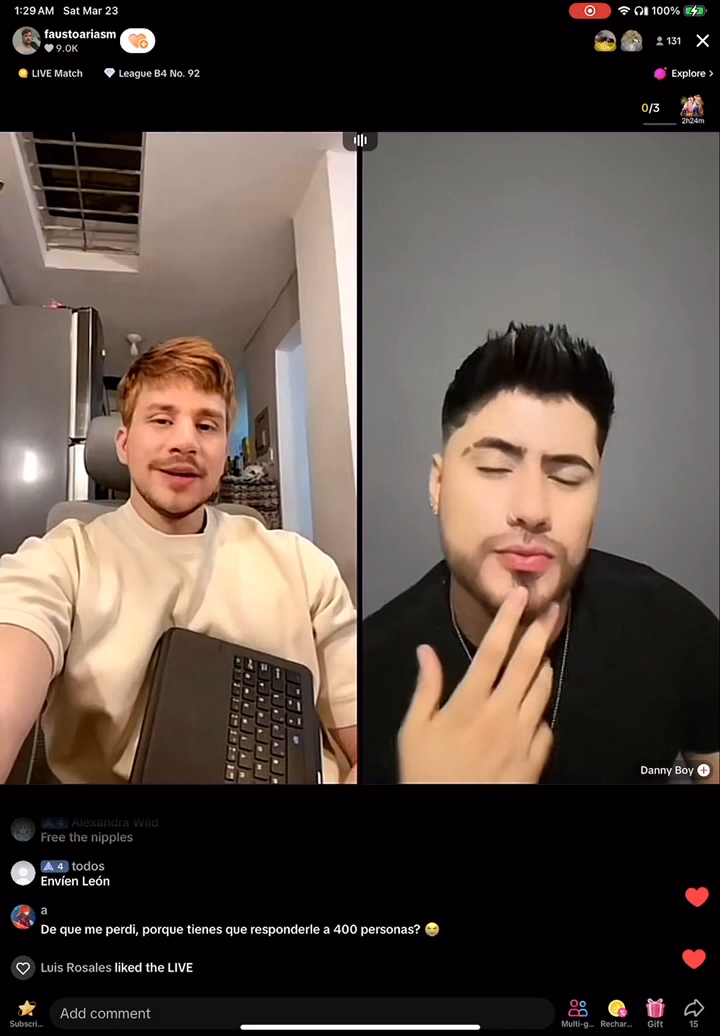 1:29 AM Sat Mar 23
100%
faustoariasm
9.0K
131
LIVE Match
League B4 No. 92
Explore >
0/3
2h24m
Danny Boy
4 Alexandra Wild
Free the nipples
4 todos
Envíen León
a
De que me perdi, porque tienes que responderle a 400 personas? 😭
Luis Rosales liked the LIVE
Subscri...
Add comment
Multi-g...
Rechar...
Gift
15